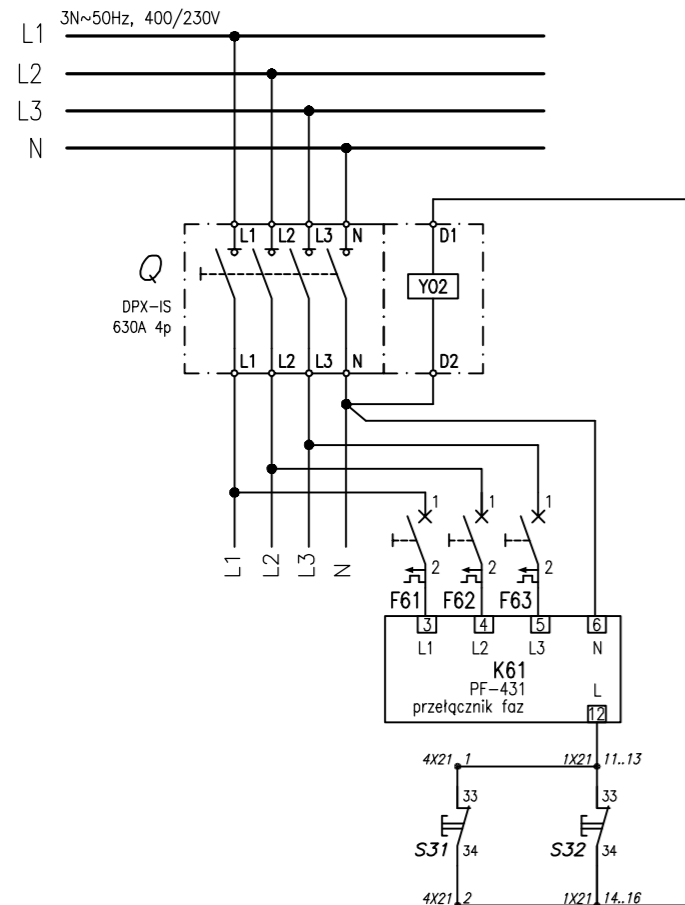 3N~50Hz, 400/230V
L1
L2
L3
N
L1 L2 L3 N D1
Q
DPX-IS
630A 4p
Y02
L1 L2 L3 N D2
1 1 1
L1 L2 L3 N
2 2 2
F61 F62 F63
3 4 5 6
L1 L2 L3 N
K61
PF-431
przełącznik faz
L
12
4X21 1 1X21 11..13
33 33
S31 S32
34 34
4X21 2 1X21 14..16